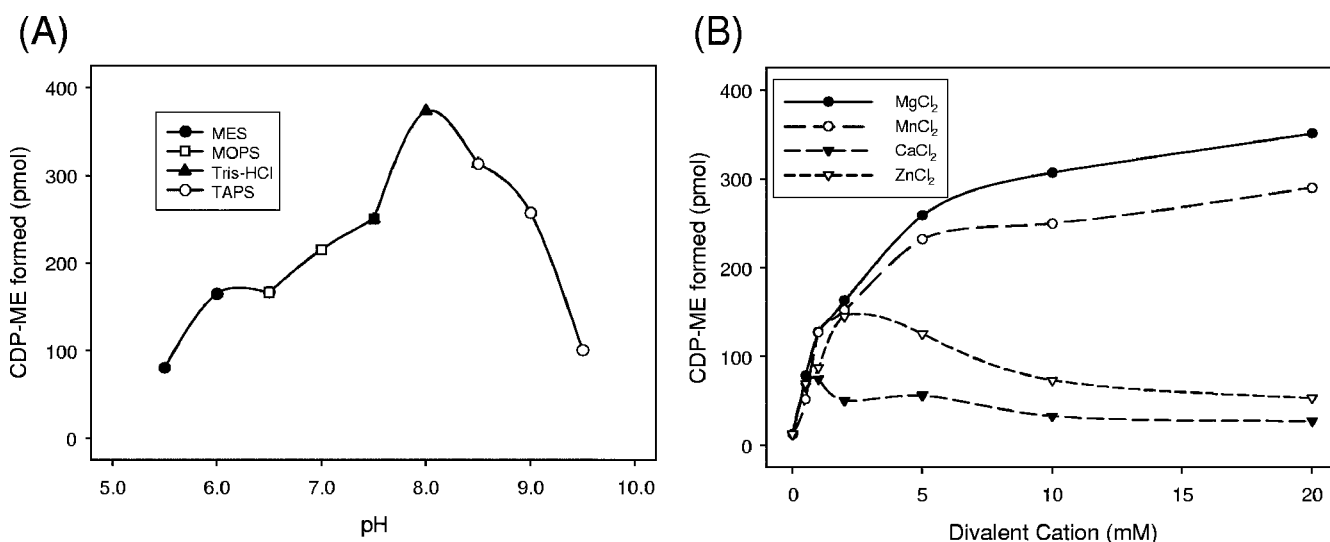 (A)
CDP-ME formed (pmol)
400
300
200
100
0
MES
MOPS
Tris-HCl
TAPS
5.0 6.0 7.0 8.0 9.0 10.0
pH
(B)
CDP-ME formed (pmol)
400
300
200
100
0
MgCl₂
MnCl₂
CaCl₂
ZnCl₂
0 5 10 15 20
Divalent Cation (mM)